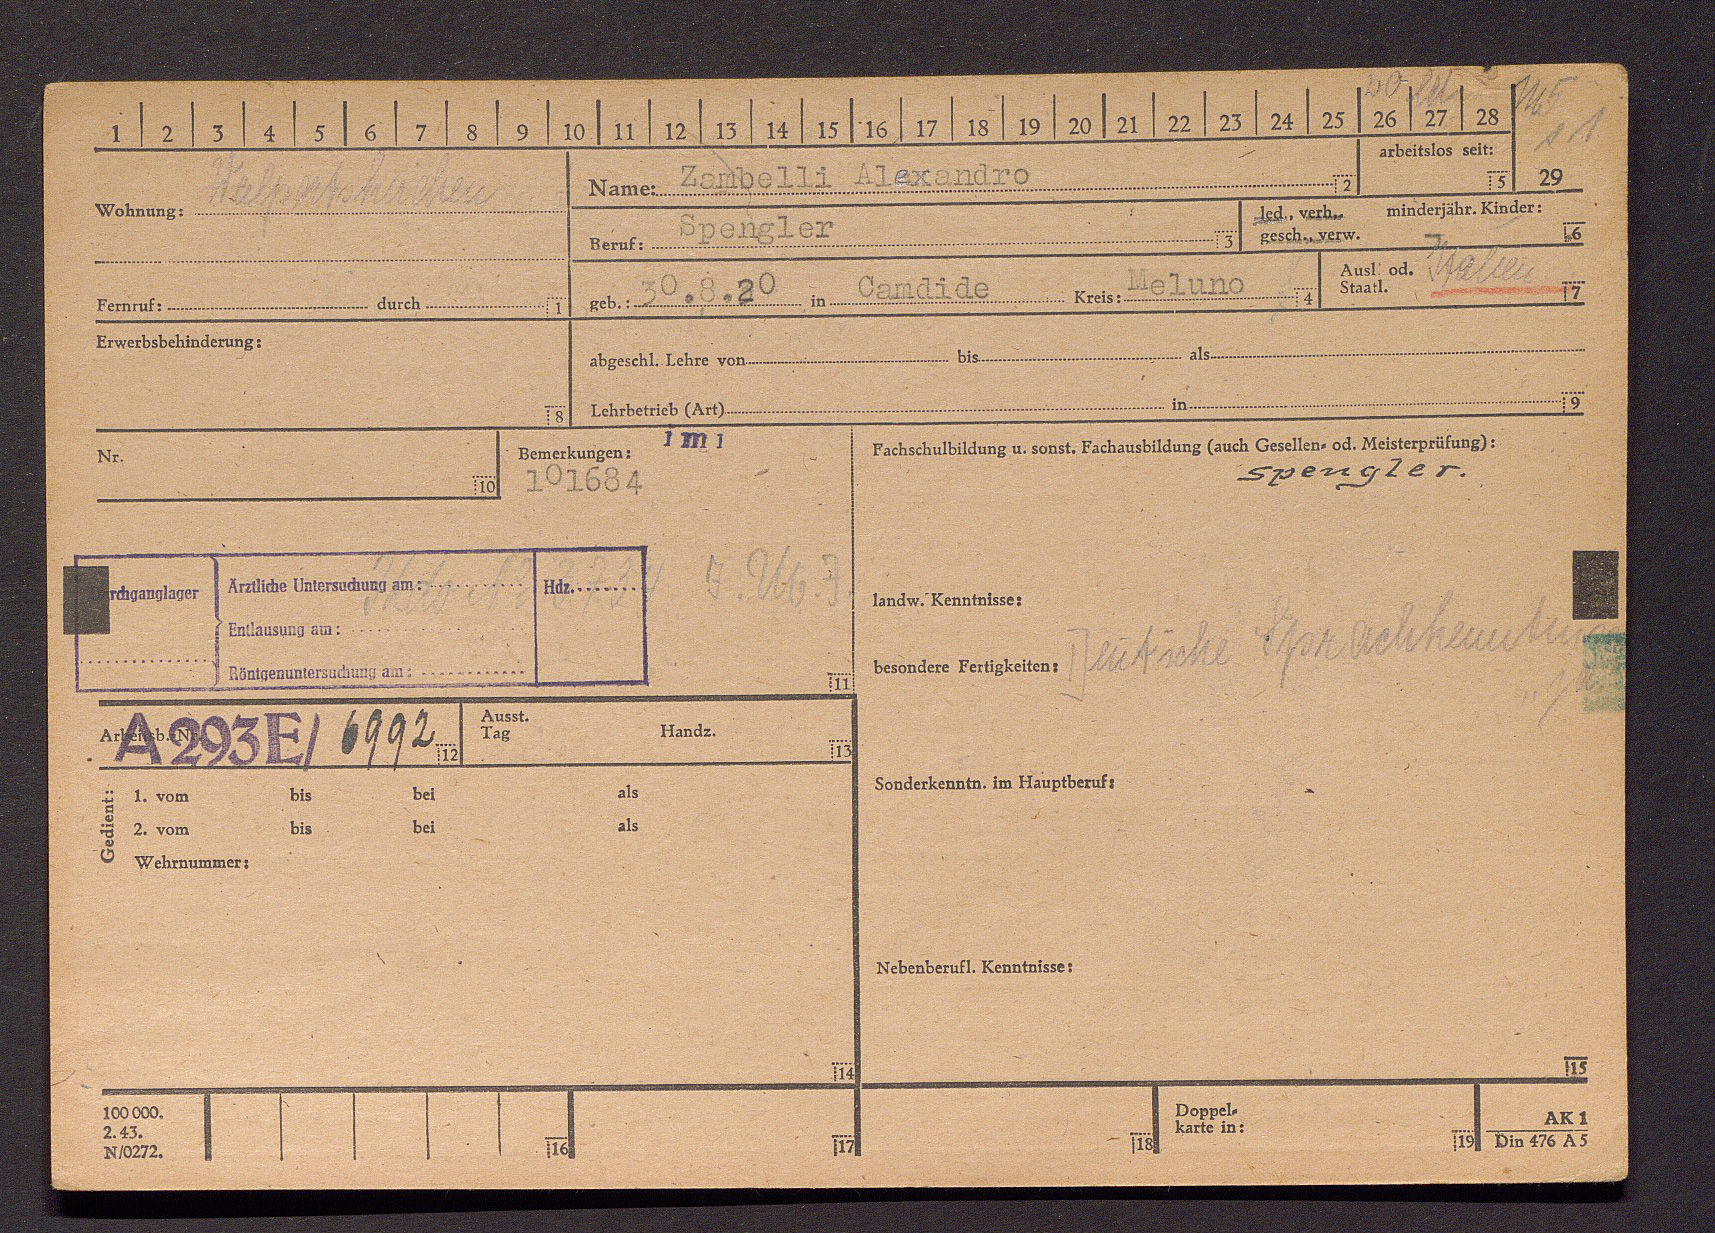 1 2 3 4 5 6 7 8 9 10 11 12 13 14 15 16 17 18 19 20 21 22 23 24 25 26 27 28 29
arbeitslos seit: 5
Wohnung: Walpertskirchen
Name: Zambelli Alexandro 2
Beruf: Spengler 3
led., verh., minderjähr. Kinder:
gesch., verw. 6
Fernruf: durch 1
geb.: 30.8.20 in Camdide Kreis: Meluno 4
Ausl. od. Italien
Staatl. 7
Erwerbsbehinderung:
8
abgeschl. Lehre von bis als
Lehrbetrieb (Art) in 9
Nr. 10
imi
Bemerkungen:
101684
Fachschulbildung u. sonst. Fachausbildung (auch Gesellen- od. Meisterprüfung):
Spengler.
rchganglager
Ärztliche Untersuchung am: Hdz.
Entlausung am:
Röntgenuntersuchung am:
11
landw. Kenntnisse:
besondere Fertigkeiten: Deutsche
Arbeitsb.-Nr. A 293E/ 6992 12
Ausst.
Tag Handz. 13
Gedient:
1. vom bis bei als
2. vom bis bei als
Wehrnummer:
14
Sonderkenntn. im Hauptberuf:
Nebenberufl. Kenntnisse:
15
100 000.
2. 43.
N/0272.
16 17 18
Doppel-
karte in: 19
AK 1
Din 476 A 5